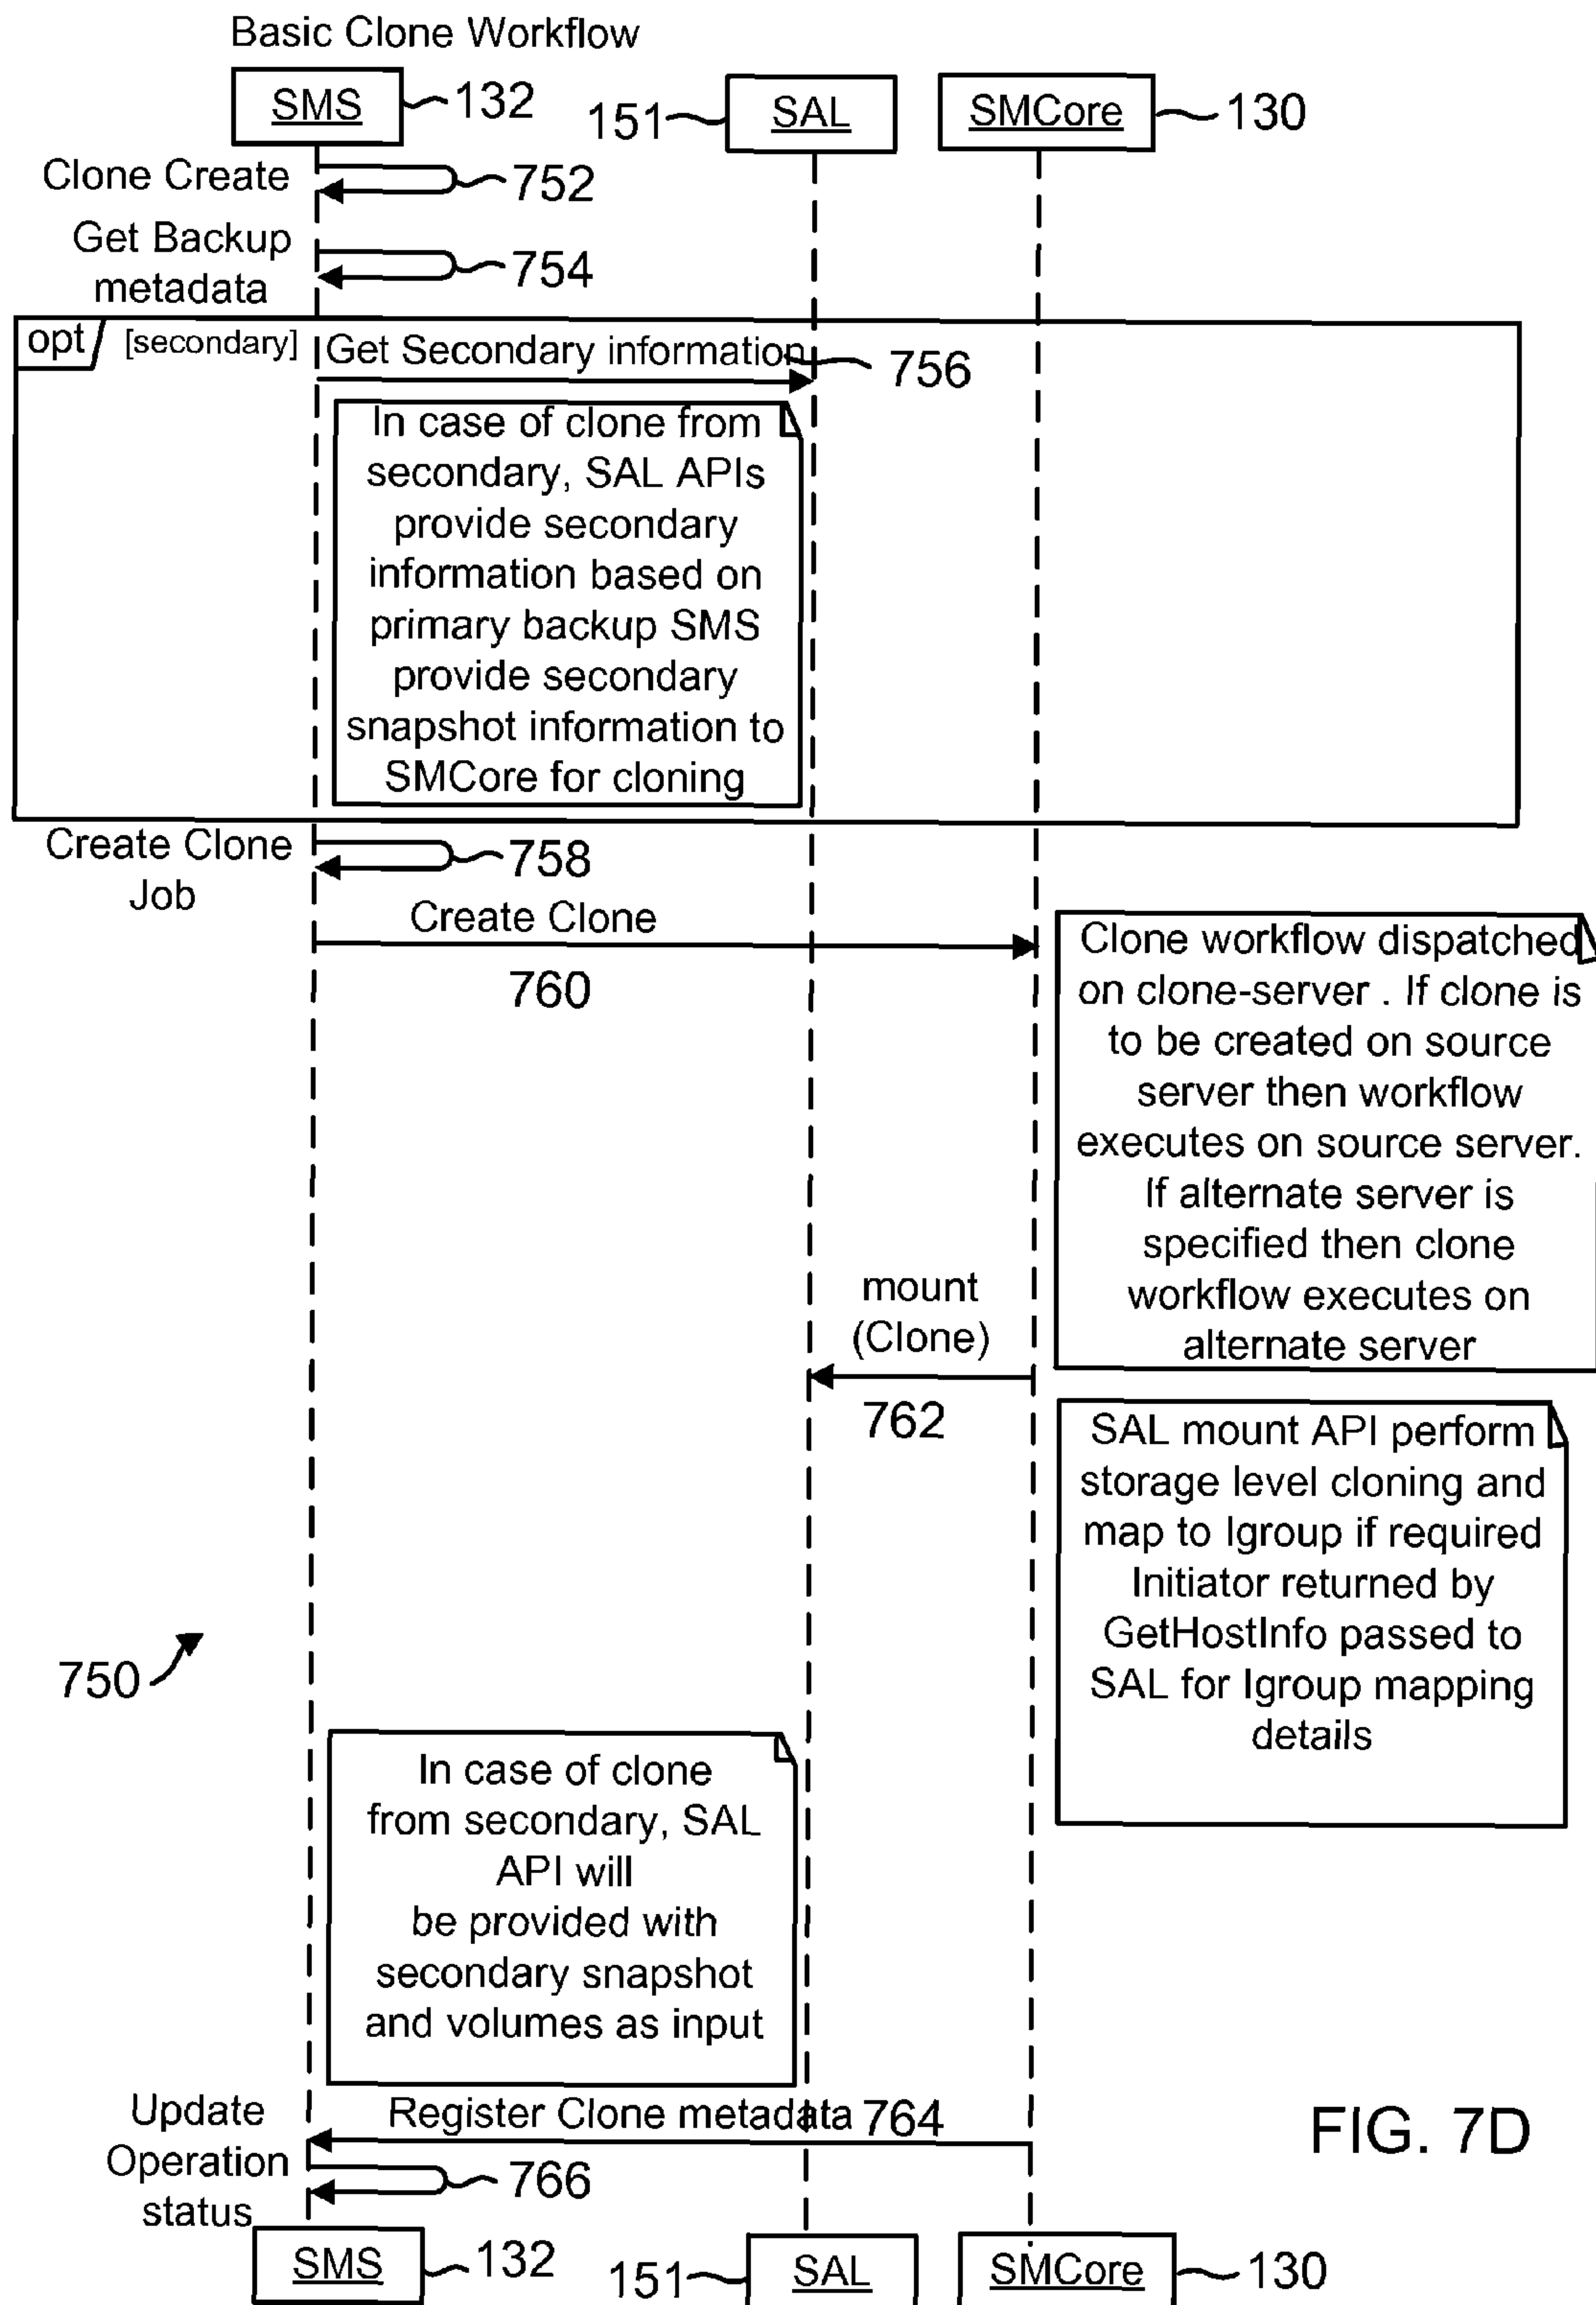 Basic Clone Workflow
SMS 132
151 SAL
SMCore 130
Clone Create 752
Get Backup
metadata
754
opt [secondary] Get Secondary information 756
In case of clone from
secondary, SAL APIs
provide secondary
information based on
primary backup SMS
provide secondary
snapshot information to
SMCore for cloning
Create Clone
Job
758
Create Clone
760
Clone workflow dispatched
on clone-server . If clone is
to be created on source
server then workflow
executes on source server.
If alternate server is
specified then clone
workflow executes on
alternate server
mount
(Clone)
762
SAL mount API perform
storage level cloning and
map to Igroup if required
Initiator returned by
GetHostInfo passed to
SAL for Igroup mapping
details
750
In case of clone
from secondary, SAL
API will
be provided with
secondary snapshot
and volumes as input
Register Clone metadata 764
Update
Operation
status
766
SMS 132
151 SAL
SMCore 130
FIG. 7D